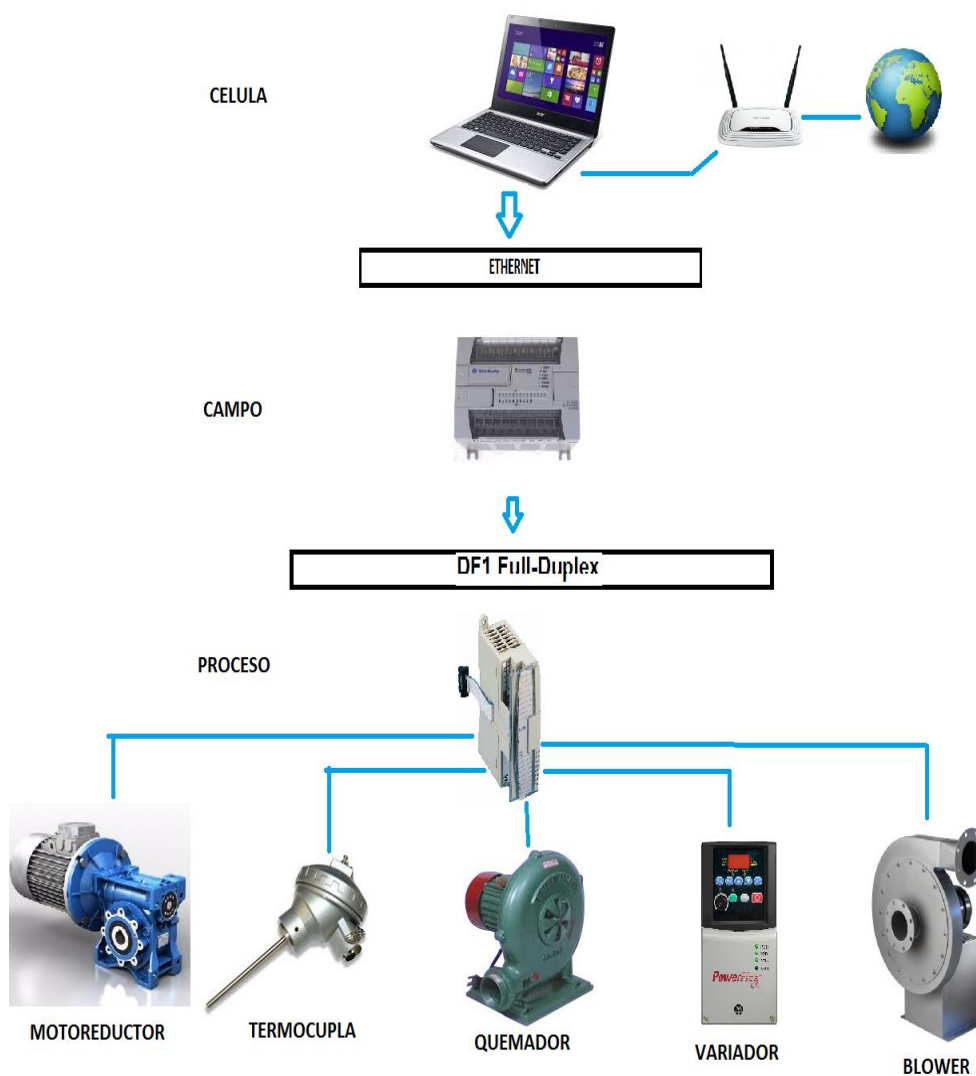 CELULA
ETHERNET
CAMPO
DF1 Full-Duplex
PROCESO
MOTOREDUCTOR
TERMOCUPLA
QUEMADOR
VARIADOR
BLOWER